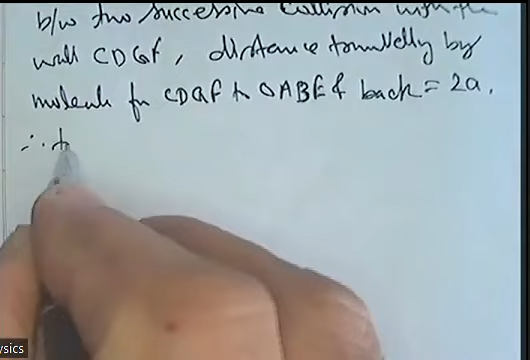 b/w two successive collision with the
wall CDGF, distance travelled by
molecule fr CDGF to OABE & back = 2a.
∴ t
ysics